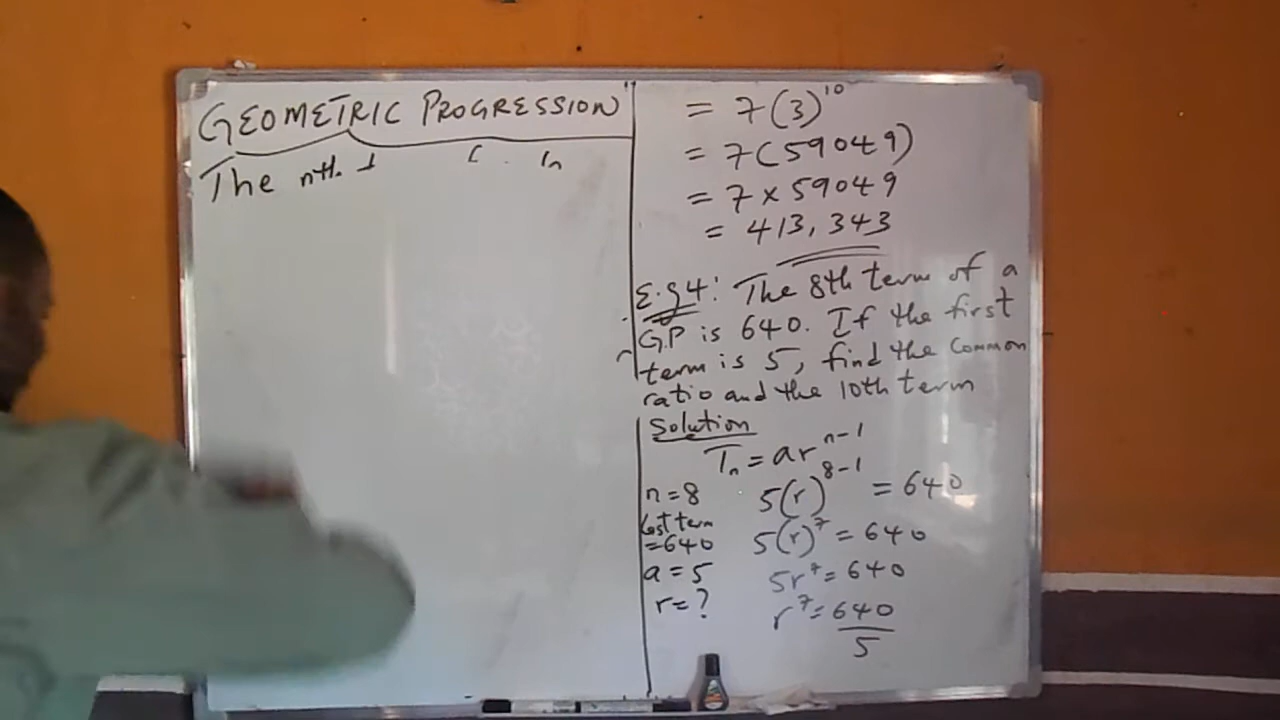 GEOMETRIC PROGRESSION
The nth
= 7(3)^10
= 7(59049)
= 7 × 59049
= 413,343
E.g 4: The 8th term of a
G.P is 640. If the first
term is 5, find the common
ratio and the 10th term
Solution
Tₙ = ar^n-1
n = 8
Last term
= 640
a = 5
r = ?
5(r)^8-1 = 640
5(r)^7 = 640
5r^7 = 640
r^7 = 640
5